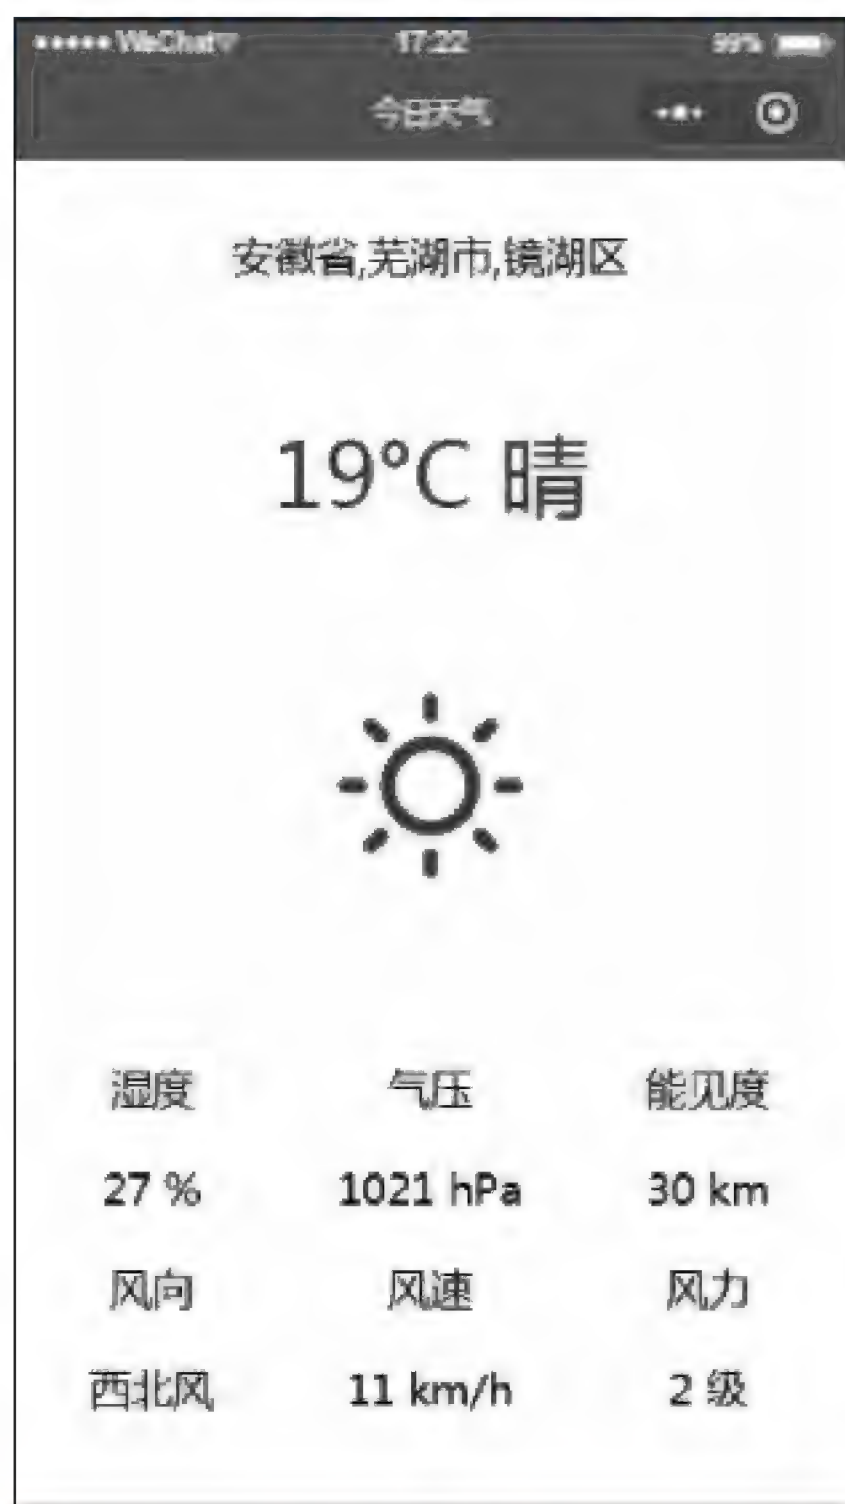 ●●●●● WeChat 17:22 99%
今日天气
安徽省,芜湖市,镜湖区
19°C 晴
湿度 气压 能见度
27 % 1021 hPa 30 km
风向 风速 风力
西北风 11 km/h 2 级